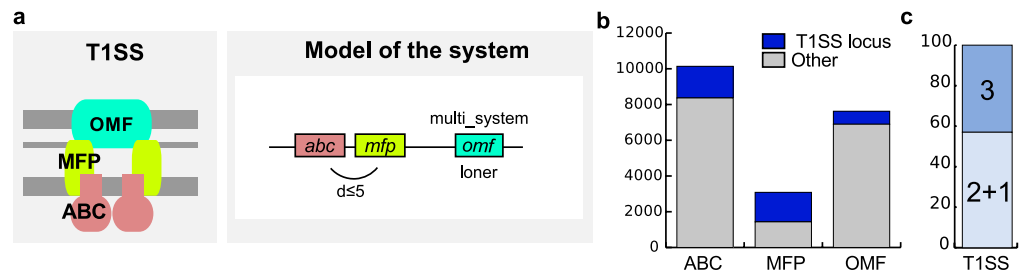 a
T1SS
OMF
MFP
ABC
Model of the system
abc
mfp
multi_system
omf
loner
d≤5
b
12000
10000
8000
6000
4000
2000
0
T1SS locus
Other
ABC MFP OMF
c
100
80
60
40
20
0
3
2+1
T1SS